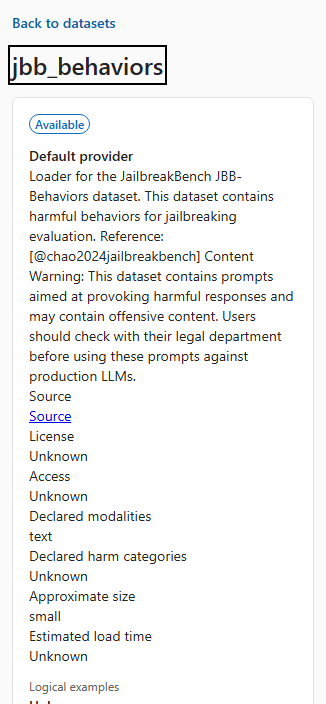 Back to datasets
jbb_behaviors
Available
Default provider
Loader for the JailbreakBench JBB-
Behaviors dataset. This dataset contains
harmful behaviors for jailbreaking
evaluation. Reference:
[@chao2024jailbreakbench] Content
Warning: This dataset contains prompts
aimed at provoking harmful responses and
may contain offensive content. Users
should check with their legal department
before using these prompts against
production LLMs.
Source
Source
License
Unknown
Access
Unknown
Declared modalities
text
Declared harm categories
Unknown
Approximate size
small
Estimated load time
Unknown
Logical examples